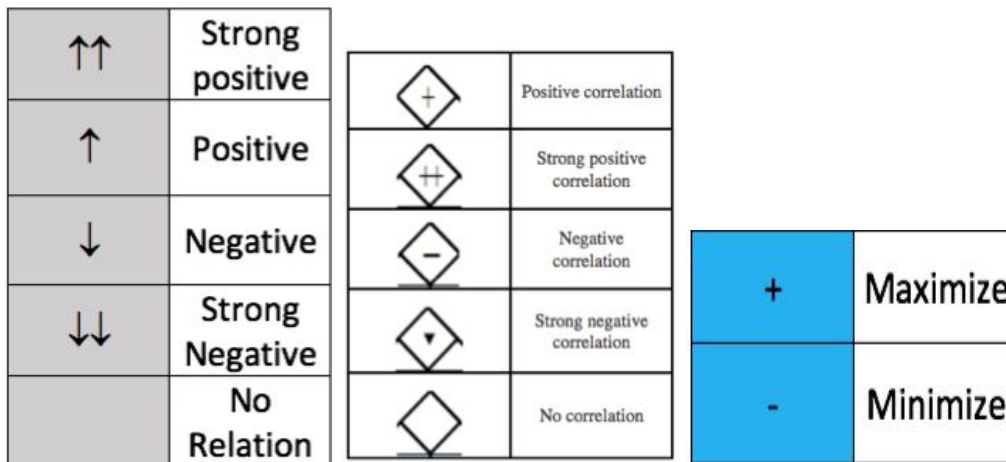 ↑↑ Strong
positive
↑ Positive
↓ Negative
↓↓ Strong
Negative
No
Relation
+ Positive correlation
++ Strong positive
correlation
− Negative
correlation
▼ Strong negative
correlation
No correlation
+ Maximize
- Minimize